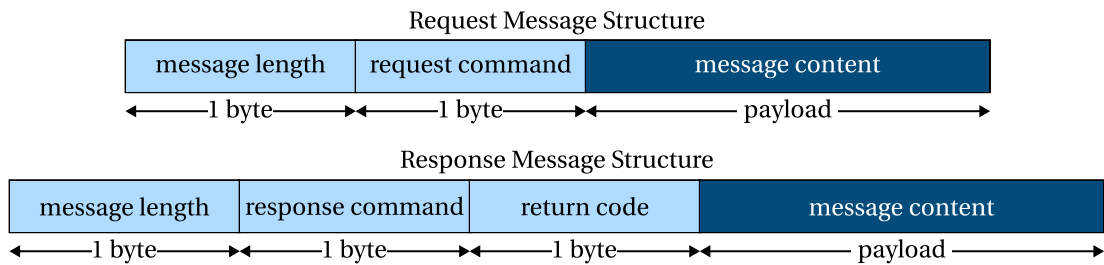 Request Message Structure
message length request command message content
1 byte 1 byte payload
Response Message Structure
message length response command return code message content
1 byte 1 byte 1 byte payload